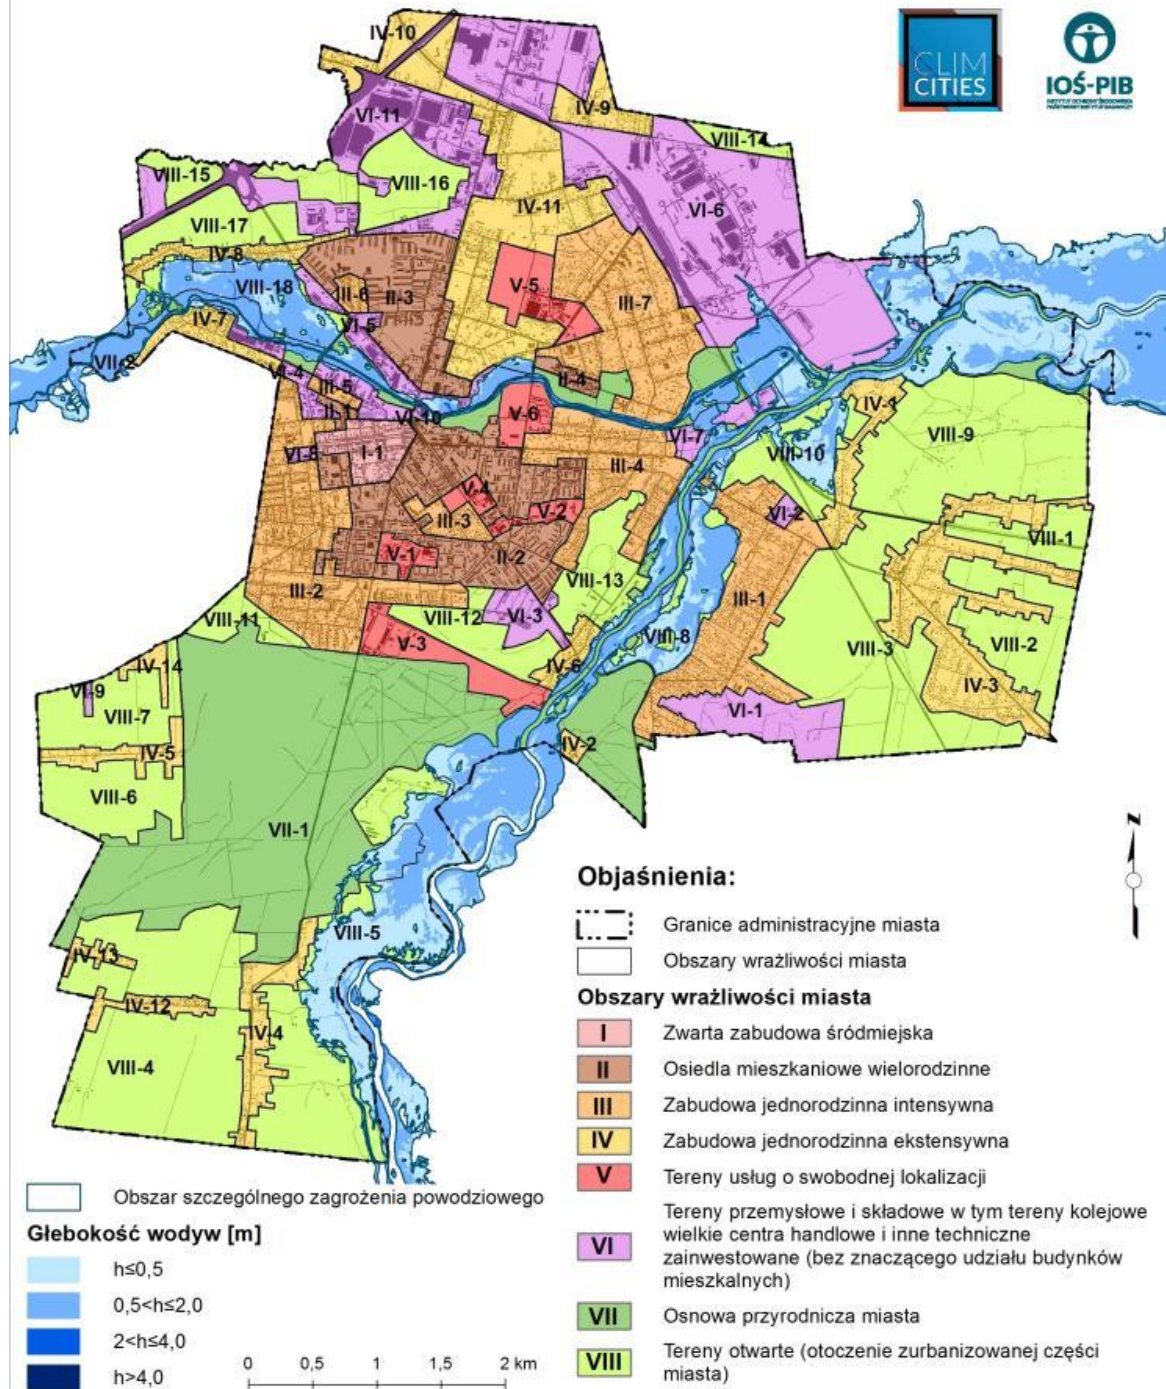 CLIM
CITIES
IOŚ-PIB
IV-10
IV-9
VI-11
VIII-14
VIII-15
VIII-16
IV-11
VI-6
VIII-17
IV-8
VIII-18
V-5
III-6
II-3
III-7
IV-7
VI-5
VII-2
VI-4
III-5
II-4
II-1
VI-10
V-6
IV-1
VIII-9
VI-8
I-1
III-4
VI-7
VIII-10
V-4
V-2
VI-2
III-3
VIII-1
V-1
II-2
VIII-13
III-2
III-1
VIII-11
VIII-12
VI-3
V-3
VIII-8
VIII-3
VIII-2
IV-14
IV-6
IV-3
VI-9
VIII-7
VI-1
IV-5
IV-2
VIII-6
VII-1
VIII-5
IV-13
IV-12
IV-4
VIII-4
N
Objaśnienia:
Granice administracyjne miasta
Obszary wrażliwości miasta
Obszary wrażliwości miasta
I Zwarta zabudowa śródmiejska
II Osiedla mieszkaniowe wielorodzinne
III Zabudowa jednorodzinna intensywna
IV Zabudowa jednorodzinna ekstensywna
V Tereny usług o swobodnej lokalizacji
Tereny przemysłowe i składowe w tym tereny kolejowe
VI wielkie centra handlowe i inne techniczne
zainwestowane (bez znaczącego udziału budynków
mieszkalnych)
VII Osnowa przyrodnicza miasta
VIII Tereny otwarte (otoczenie zurbanizowanej części
miasta)
Obszar szczególnego zagrożenia powodziowego
Głebokość wodyw [m]
h≤0,5
0,5<h≤2,0
2<h≤4,0
h>4,0
0 0,5 1 1,5 2 km